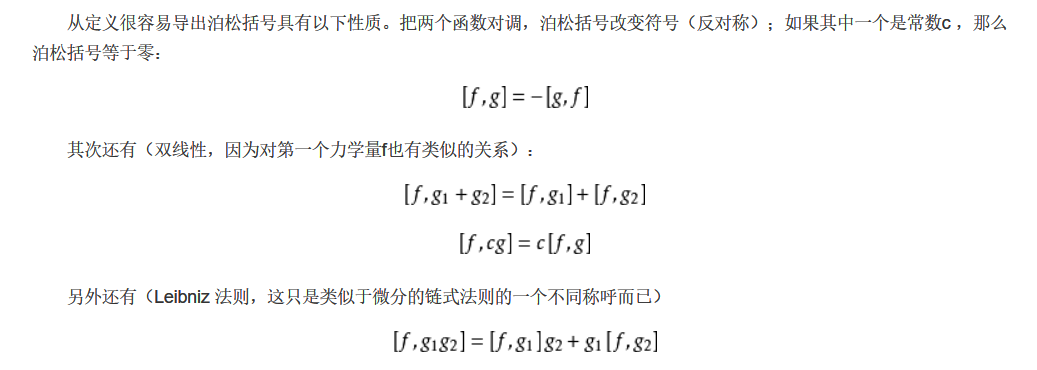 从定义很容易导出泊松括号具有以下性质。把两个函数对调，泊松括号改变符号（反对称）；如果其中一个是常数c，那么
泊松括号等于零：
[f,g] = −[g,f]
其次还有（双线性，因为对第一个力学量f也有类似的关系）：
[f,g₁ + g₂] = [f,g₁] + [f,g₂]
[f,cg] = c[f,g]
另外还有（Leibniz 法则，这只是类似于微分的链式法则的一个不同称呼而已）
[f,g₁g₂] = [f,g₁]g₂ + g₁[f,g₂]